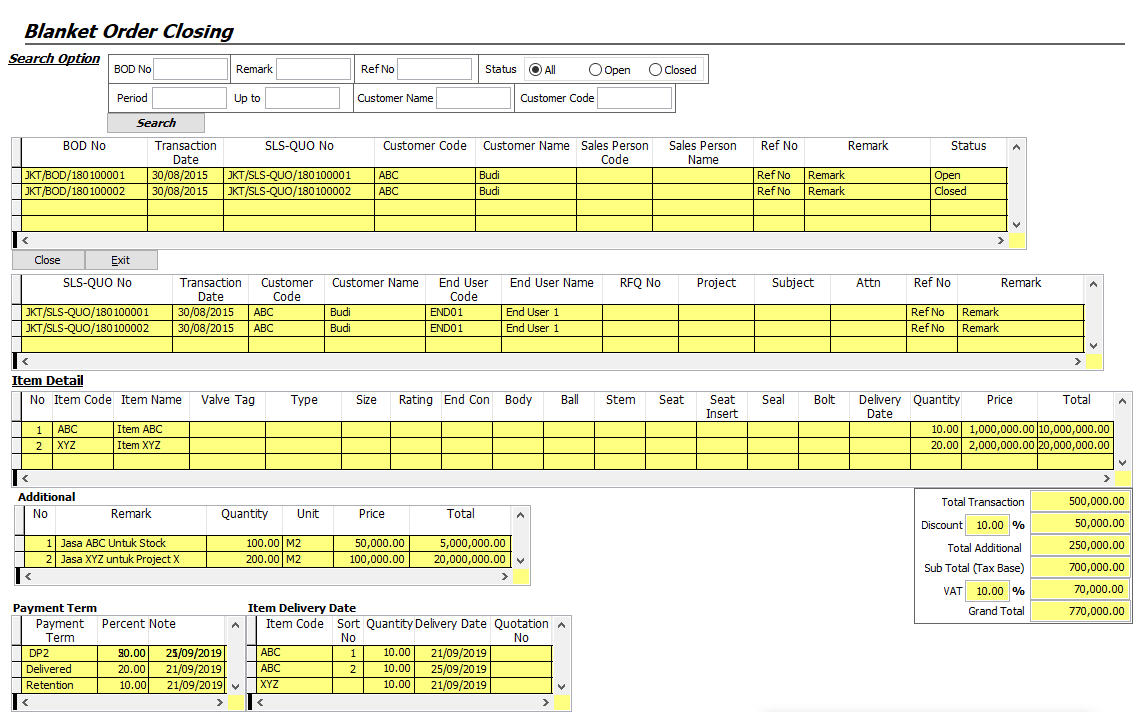 Blanket Order Closing
Search Option
BOD No Remark Ref No Status All Open Closed
Period Up to Customer Name Customer Code
Search
BOD No Transaction Date SLS-QUO No Customer Code Customer Name Sales Person Code Sales Person Name Ref No Remark Status
JKT/BOD/180100001 30/08/2015 JKT/SLS-QUO/180100001 ABC Budi Ref No Remark Open
JKT/BOD/180100002 30/08/2015 JKT/SLS-QUO/180100002 ABC Budi Ref No Remark Closed
Close Exit
SLS-QUO No Transaction Date Customer Code Customer Name End User Code End User Name RFQ No Project Subject Attn Ref No Remark
JKT/SLS-QUO/180100001 30/08/2015 ABC Budi END01 End User 1 Ref No Remark
JKT/SLS-QUO/180100002 30/08/2015 ABC Budi END01 End User 1 Ref No Remark
Item Detail
No Item Code Item Name Valve Tag Type Size Rating End Con Body Ball Stem Seat Seat Insert Seal Bolt Delivery Date Quantity Price Total
1 ABC Item ABC 10.00 1,000,000.00 10,000,000.00
2 XYZ Item XYZ 20.00 2,000,000.00 20,000,000.00
Additional
No Remark Quantity Unit Price Total
1 Jasa ABC Untuk Stock 100.00 M2 50,000.00 5,000,000.00
2 Jasa XYZ untuk Project X 200.00 M2 100,000.00 20,000,000.00
Total Transaction 500,000.00
Discount 10.00 % 50,000.00
Total Additional 250,000.00
Sub Total (Tax Base) 700,000.00
VAT 10.00 % 70,000.00
Grand Total 770,000.00
Payment Term
Payment Term Percent Note
DP2
Delivered 20.00 21/09/2019
Retention 10.00 21/09/2019
Item Delivery Date
Item Code Sort No Quantity Delivery Date Quotation No
ABC 1 10.00 21/09/2019
ABC 2 10.00 25/09/2019
XYZ 10.00 21/09/2019